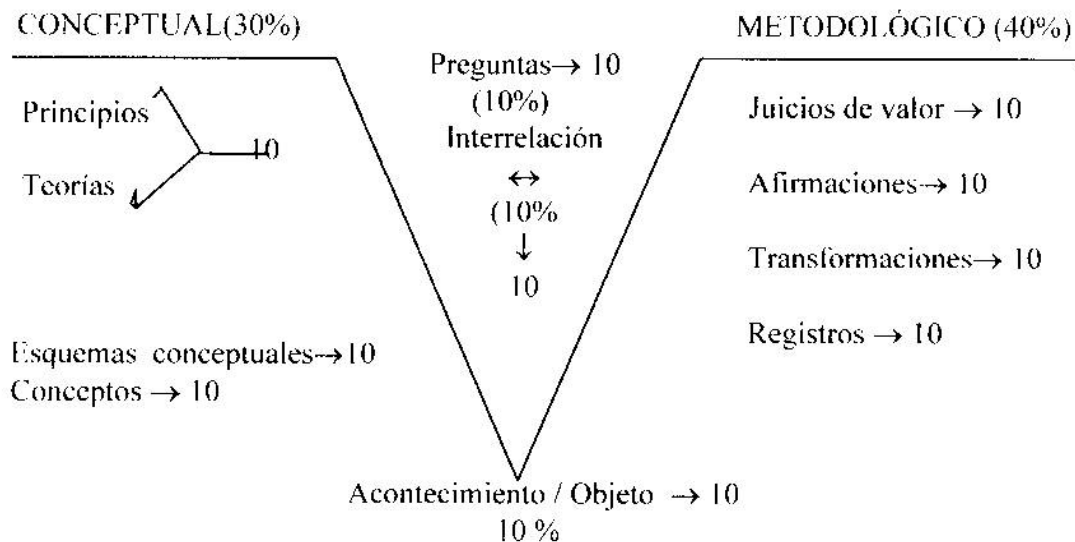 CONCEPTUAL(30%)
Principios
10
Teorías
Esquemas conceptuales→10
Conceptos → 10
Preguntas→ 10
(10%)
Interrelación
↔
(10%
↓
10
METODOLÓGICO (40%)
Juicios de valor → 10
Afirmaciones→ 10
Transformaciones→ 10
Registros → 10
Acontecimiento / Objeto → 10
10 %